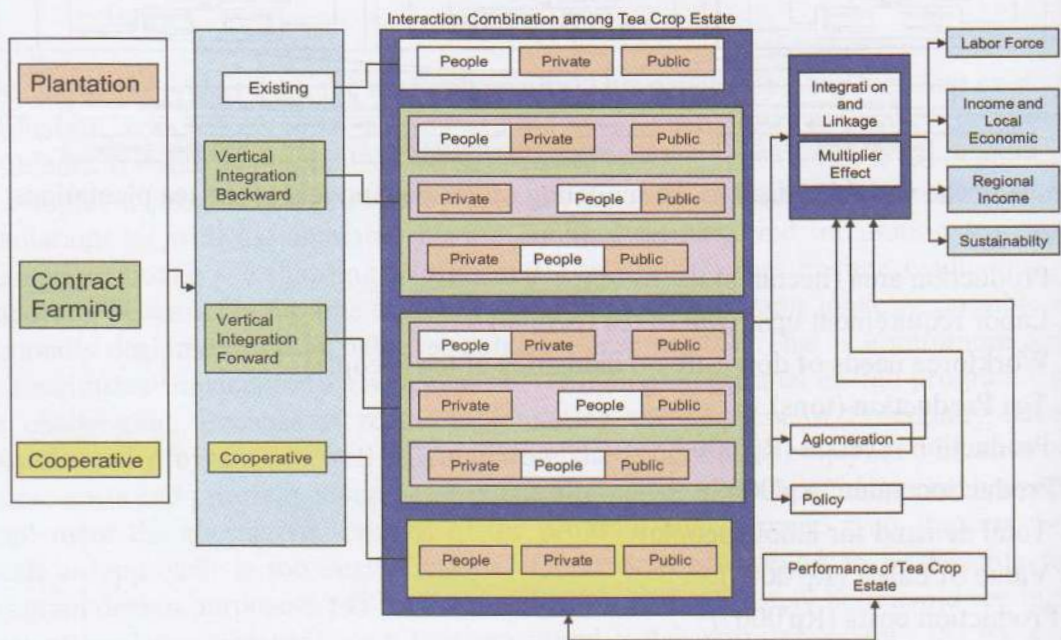 Interaction Combination among Tea Crop Estate
Plantation
Contract
Farming
Cooperative
Existing
Vertical
Integration
Backward
Vertical
Integration
Forward
Cooperative
People Private Public
People Private Public
Private People Public
Private People Public
People Private Public
Private People Public
Private People Public
People Private Public
Integration
and
Linkage
Multiplier
Effect
Labor Force
Income and
Local
Economic
Regional
Income
Sustainabilty
Aglomeration
Policy
Performance of Tea Crop
Estate